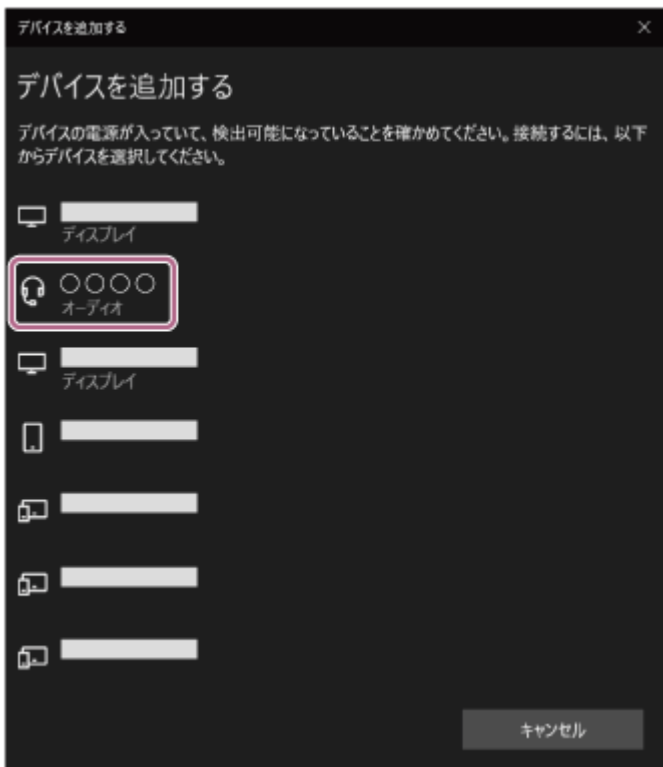 デバイスを追加する
デバイスを追加する
デバイスの電源が入っていて、検出可能になっていることを確かめてください。接続するには、以下
からデバイスを選択してください。
ディスプレイ
○○○○
オーディオ
ディスプレイ
キャンセル